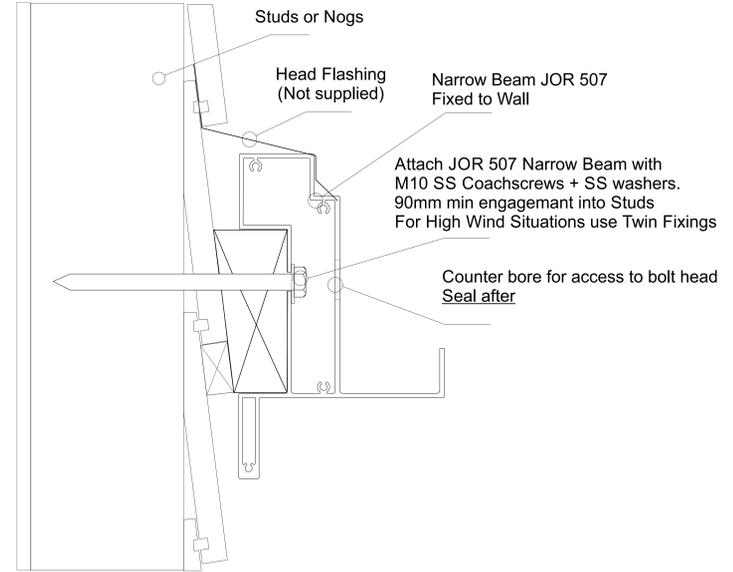 Studs or Nogs
Head Flashing
(Not supplied)
Narrow Beam JOR 507
Fixed to Wall
Attach JOR 507 Narrow Beam with
M10 SS Coachscrews + SS washers.
90mm min engagemant into Studs
For High Wind Situations use Twin Fixings
Counter bore for access to bolt head
Seal after